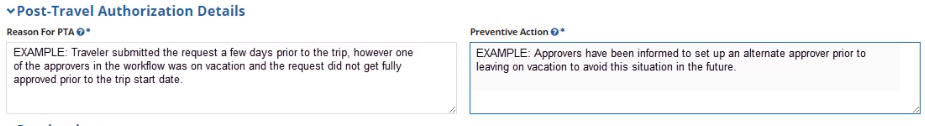 Post-Travel Authorization Details
Reason For PTA *
Preventive Action *
EXAMPLE: Traveler submitted the request a few days prior to the trip, however one
of the approvers in the workflow was on vacation and the request did not get fully
approved prior to the trip start date.
EXAMPLE: Approvers have been informed to set up an alternate approver prior to
leaving on vacation to avoid this situation in the future.